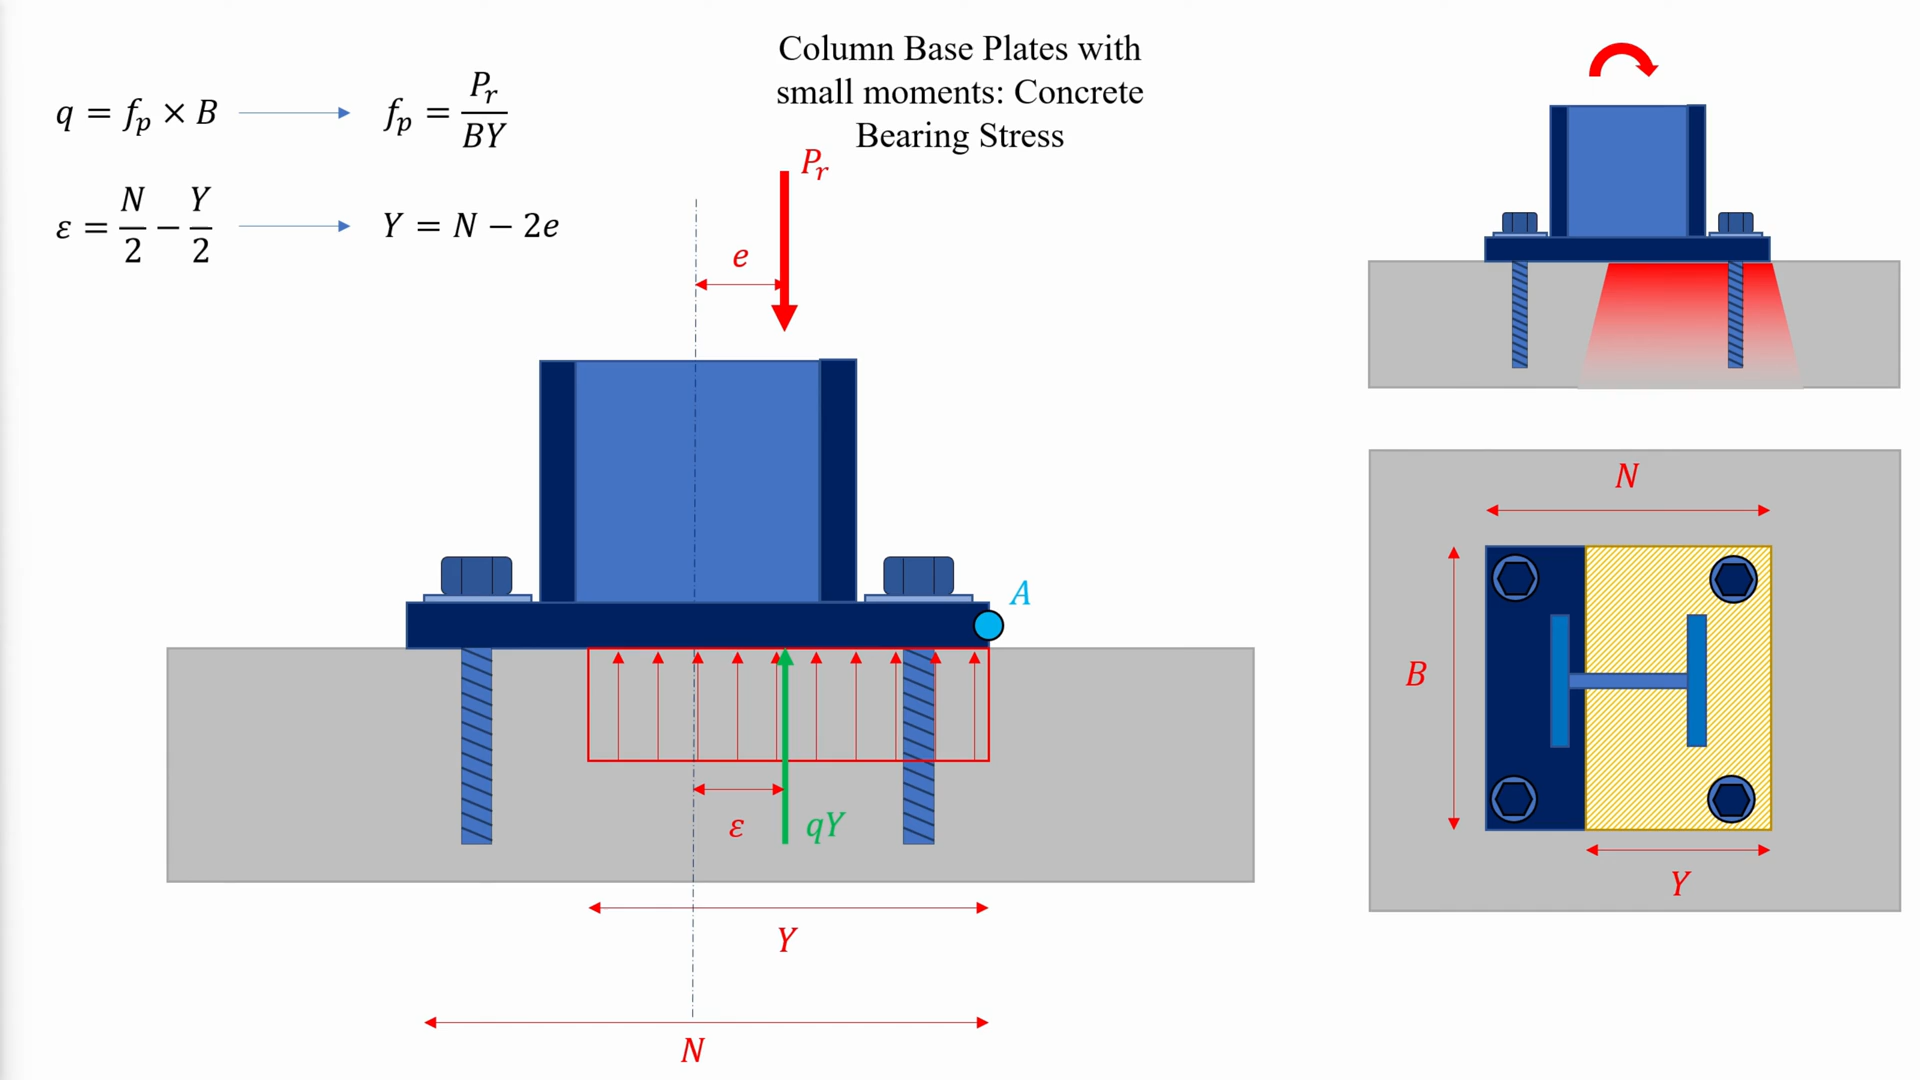 Column Base Plates with
small moments: Concrete
Bearing Stress
q = f_p × B
f_p = P_r / BY
ε = N/2 − Y/2
Y = N − 2e
P_r
e
A
ε
qY
Y
N
N
B
Y